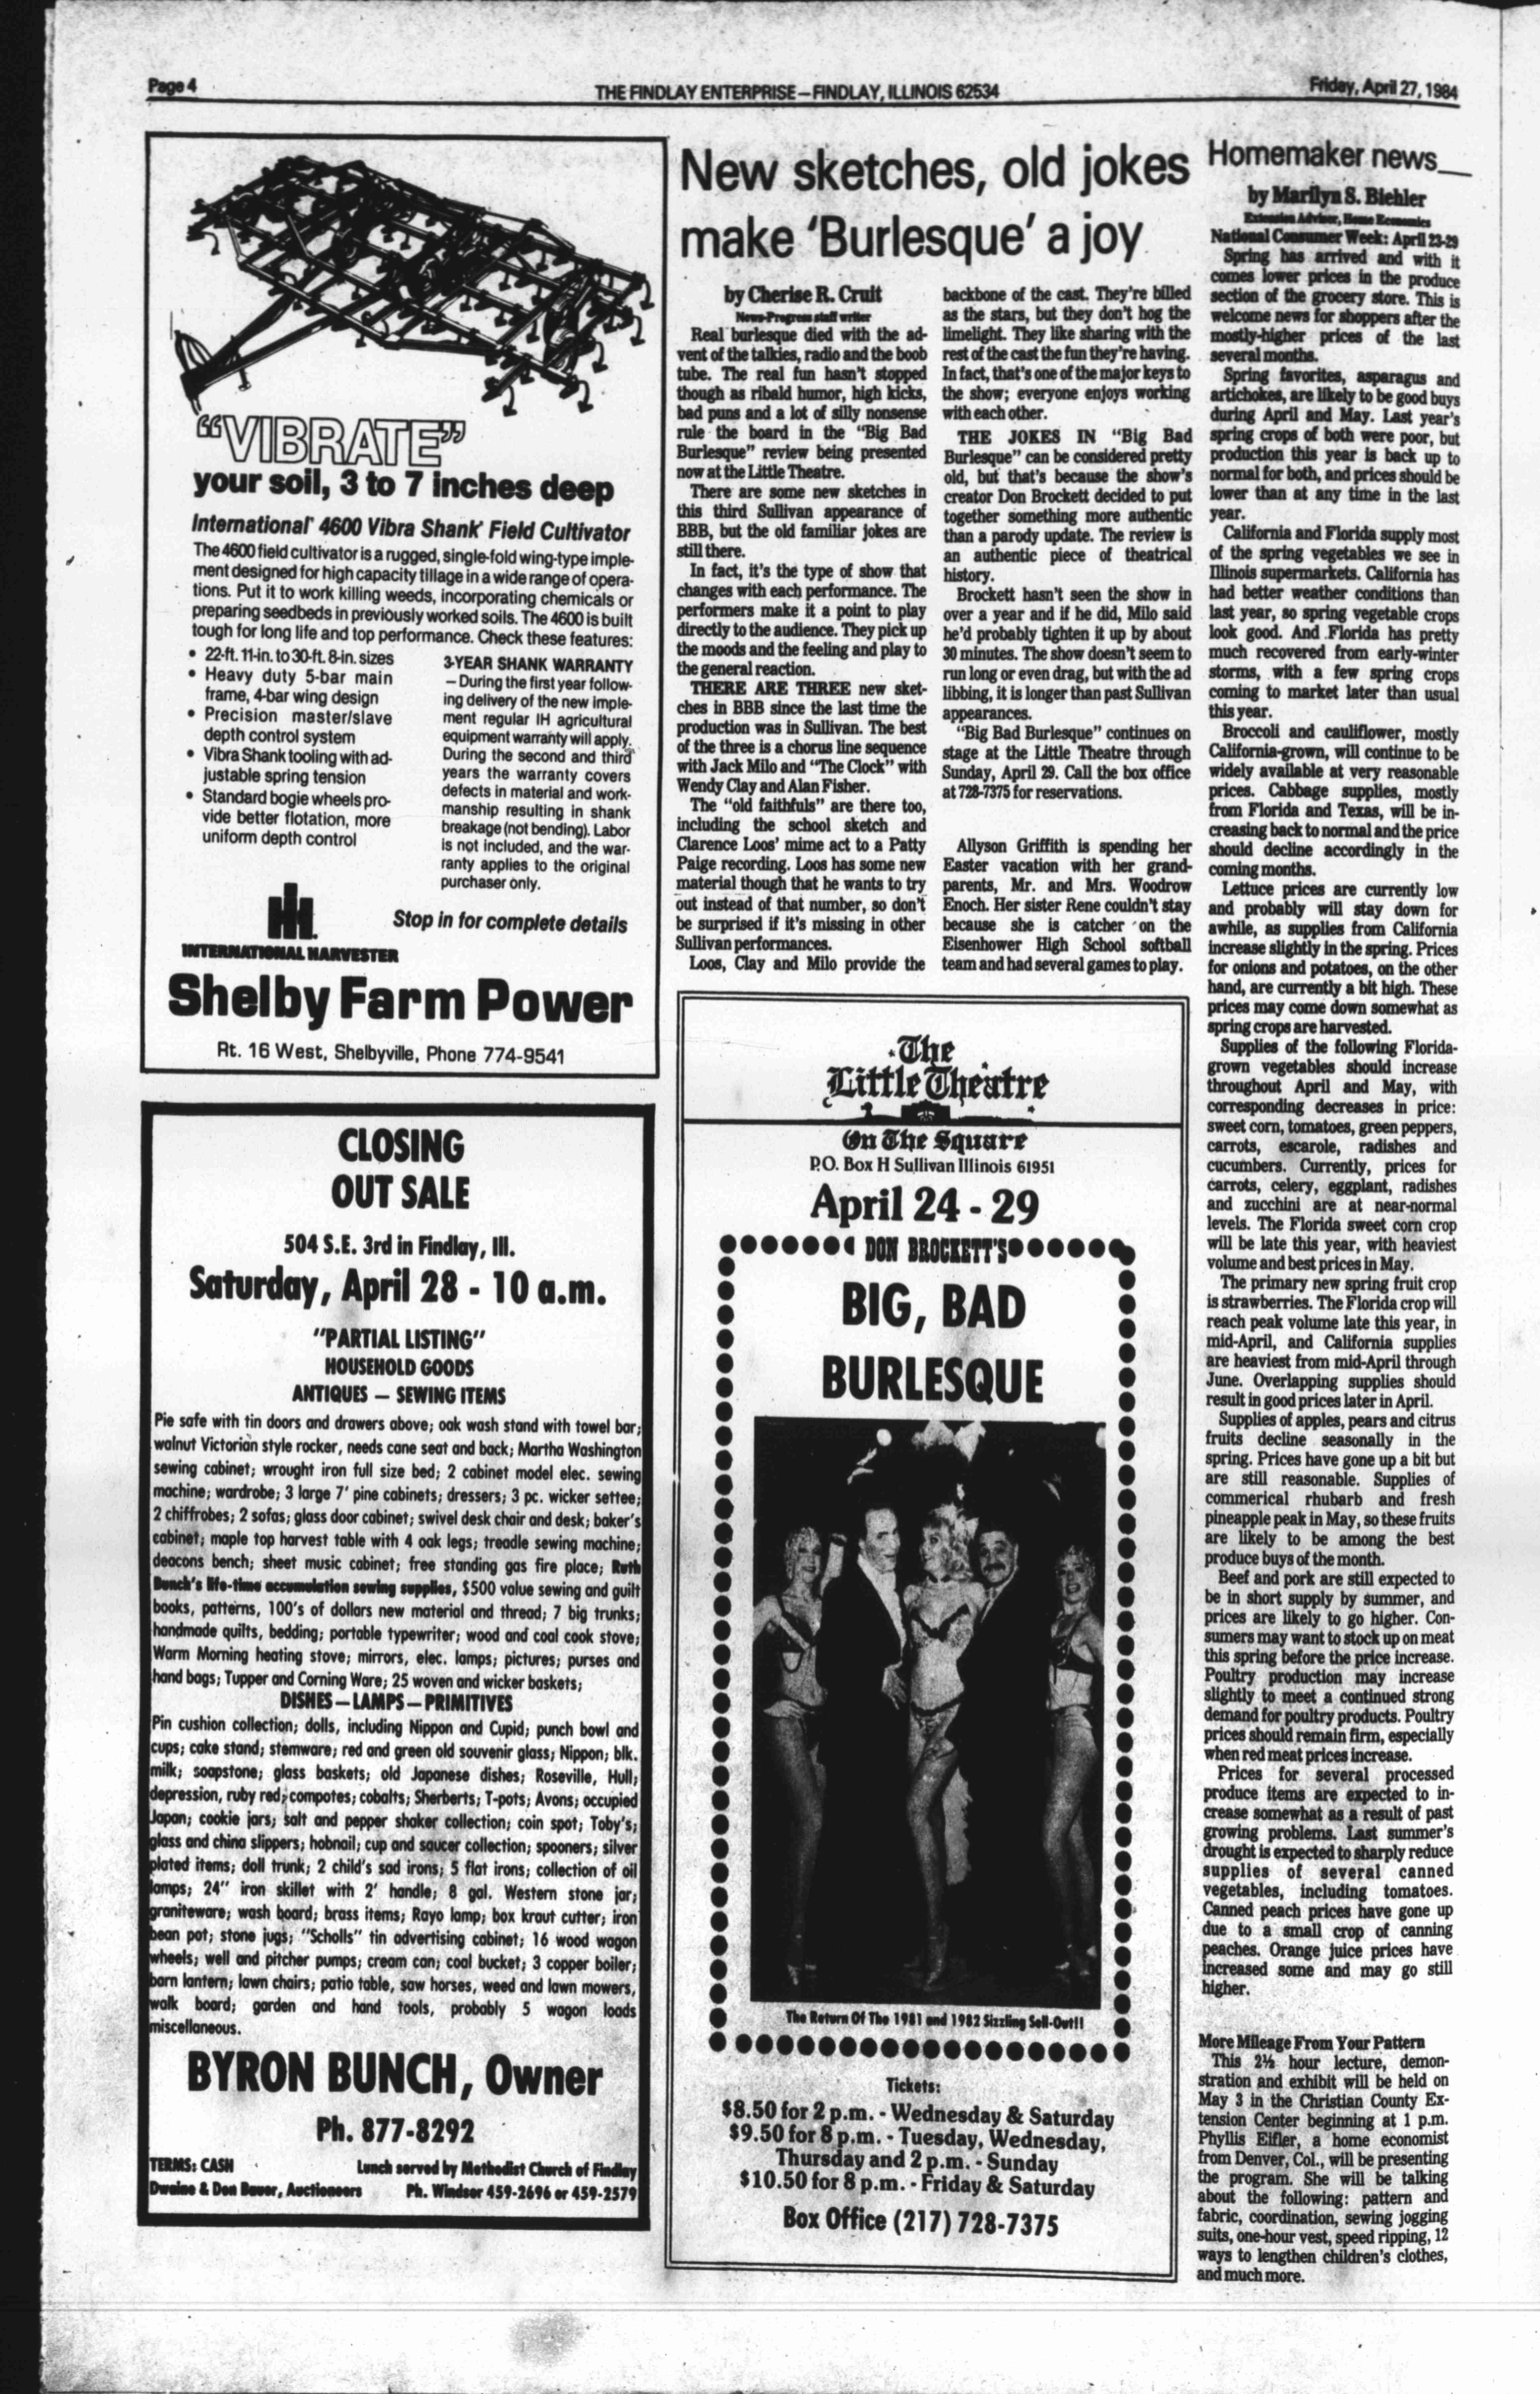 Page 4
THE FINDLAY ENTERPRISE—FINDLAY, ILLINOIS 62534
Friday, April 27, 1984
"VIBRATE"
your soil, 3 to 7 inches deep
International® 4600 Vibra Shank® Field Cultivator
The 4600 field cultivator is a rugged, single-fold wing-type imple-
ment designed for high capacity tillage in a wide range of opera-
tions. Put it to work killing weeds, incorporating chemicals or
preparing seedbeds in previously worked soils. The 4600 is built
tough for long life and top performance. Check these features:
• 22-ft. 11-in. to 30-ft. 8-in. sizes
• Heavy duty 5-bar main
frame, 4-bar wing design
• Precision master/slave
depth control system
• Vibra Shank tooling with ad-
justable spring tension
• Standard bogie wheels pro-
vide better flotation, more
uniform depth control
3-YEAR SHANK WARRANTY
— During the first year follow-
ing delivery of the new imple-
ment regular IH agricultural
equipment warranty will apply.
During the second and third
years the warranty covers
defects in material and work-
manship resulting in shank
breakage (not bending). Labor
is not included, and the war-
ranty applies to the original
purchaser only.
Stop in for complete details
INTERNATIONAL HARVESTER
Shelby Farm Power
Rt. 16 West, Shelbyville, Phone 774-9541
CLOSING
OUT SALE
504 S.E. 3rd in Findlay, Ill.
Saturday, April 28 - 10 a.m.
"PARTIAL LISTING"
HOUSEHOLD GOODS
ANTIQUES — SEWING ITEMS
Pie safe with tin doors and drawers above; oak wash stand with towel bar;
walnut Victorian style rocker, needs cane seat and back; Martha Washington
sewing cabinet; wrought iron full size bed; 2 cabinet model elec. sewing
machine; wardrobe; 3 large 7' pine cabinets; dressers; 3 pc. wicker settee;
2 chiffrobes; 2 sofas; glass door cabinet; swivel desk chair and desk; baker's
cabinet; maple top harvest table with 4 oak legs; treadle sewing machine;
deacons bench; sheet music cabinet; free standing gas fire place; Ruth
Bunch's life-time accumulation sewing supplies, $500 value sewing and guilt
books, patterns, 100's of dollars new material and thread; 7 big trunks;
handmade quilts, bedding; portable typewriter; wood and coal cook stove;
Warm Morning heating stove; mirrors, elec. lamps; pictures; purses and
hand bags; Tupper and Corning Ware; 25 woven and wicker baskets;
DISHES — LAMPS — PRIMITIVES
Pin cushion collection; dolls, including Nippon and Cupid; punch bowl and
cups; cake stand; stemware; red and green old souvenir glass; Nippon; blk.
milk; soapstone; glass baskets; old Japanese dishes; Roseville, Hull;
depression, ruby red; compotes; cobalts; Sherberts; T-pots; Avons; occupied
Japan; cookie jars; salt and pepper shaker collection; coin spot; Toby's;
glass and china slippers; hobnail; cup and saucer collection; spooners; silver
plated items; doll trunk; 2 child's sad irons; 5 flat irons; collection of oil
lamps; 24" iron skillet with 2' handle; 8 gal. Western stone jar;
graniteware; wash board; brass items; Rayo lamp; box kraut cutter; iron
bean pot; stone jugs; "Scholls" tin advertising cabinet; 16 wood wagon
wheels; well and pitcher pumps; cream can; coal bucket; 3 copper boiler;
barn lantern; lawn chairs; patio table, saw horses, weed and lawn mowers,
walk board; garden and hand tools, probably 5 wagon loads
miscellaneous.
BYRON BUNCH, Owner
Ph. 877-8292
TERMS: CASH
Lunch served by Methodist Church of Findlay
Dwaine & Don Bauer, Auctioneers
Ph. Windsor 459-2696 or 459-2579
New sketches, old jokes
make 'Burlesque' a joy
by Cherise R. Cruit
News-Progress staff writer
Real burlesque died with the ad-
vent of the talkies, radio and the boob
tube. The real fun hasn't stopped
though as ribald humor, high kicks,
bad puns and a lot of silly nonsense
rule the board in the "Big Bad
Burlesque" review being presented
now at the Little Theatre.
There are some new sketches in
this third Sullivan appearance of
BBB, but the old familiar jokes are
still there.
In fact, it's the type of show that
changes with each performance. The
performers make it a point to play
directly to the audience. They pick up
the moods and the feeling and play to
the general reaction.
THERE ARE THREE new sket-
ches in BBB since the last time the
production was in Sullivan. The best
of the three is a chorus line sequence
with Jack Milo and "The Clock" with
Wendy Clay and Alan Fisher.
The "old faithfuls" are there too,
including the school sketch and
Clarence Loos' mime act to a Patty
Paige recording. Loos has some new
material though that he wants to try
out instead of that number, so don't
be surprised if it's missing in other
Sullivan performances.
Loos, Clay and Milo provide the
backbone of the cast. They're billed
as the stars, but they don't hog the
limelight. They like sharing with the
rest of the cast the fun they're having.
In fact, that's one of the major keys to
the show; everyone enjoys working
with each other.
THE JOKES IN "Big Bad
Burlesque" can be considered pretty
old, but that's because the show's
creator Don Brockett decided to put
together something more authentic
than a parody update. The review is
an authentic piece of theatrical
history.
Brockett hasn't seen the show in
over a year and if he did, Milo said
he'd probably tighten it up by about
30 minutes. The show doesn't seem to
run long or even drag, but with the ad
libbing, it is longer than past Sullivan
appearances.
"Big Bad Burlesque" continues on
stage at the Little Theatre through
Sunday, April 29. Call the box office
at 728-7375 for reservations.
Allyson Griffith is spending her
Easter vacation with her grand-
parents, Mr. and Mrs. Woodrow
Enoch. Her sister Rene couldn't stay
because she is catcher on the
Eisenhower High School softball
team and had several games to play.
The
Little Theatre
On The Square
P.O. Box H Sullivan Illinois 61951
April 24 - 29
DON BROCKETT'S
BIG, BAD
BURLESQUE
The Return Of The 1981 and 1982 Sizzling Sell-Out!!
Tickets:
$8.50 for 2 p.m. - Wednesday & Saturday
$9.50 for 8 p.m. - Tuesday, Wednesday,
Thursday and 2 p.m. - Sunday
$10.50 for 8 p.m. - Friday & Saturday
Box Office (217) 728-7375
Homemaker news
by Marilyn S. Biehler
Extension Adviser, Home Economics
National Consumer Week: April 23-29
Spring has arrived and with it
comes lower prices in the produce
section of the grocery store. This is
welcome news for shoppers after the
mostly-higher prices of the last
several months.
Spring favorites, asparagus and
artichokes, are likely to be good buys
during April and May. Last year's
spring crops of both were poor, but
production this year is back up to
normal for both, and prices should be
lower than at any time in the last
year.
California and Florida supply most
of the spring vegetables we see in
Illinois supermarkets. California has
had better weather conditions than
last year, so spring vegetable crops
look good. And Florida has pretty
much recovered from early-winter
storms, with a few spring crops
coming to market later than usual
this year.
Broccoli and cauliflower, mostly
California-grown, will continue to be
widely available at very reasonable
prices. Cabbage supplies, mostly
from Florida and Texas, will be in-
creasing back to normal and the price
should decline accordingly in the
coming months.
Lettuce prices are currently low
and probably will stay down for
awhile, as supplies from California
increase slightly in the spring. Prices
for onions and potatoes, on the other
hand, are currently a bit high. These
prices may come down somewhat as
spring crops are harvested.
Supplies of the following Florida-
grown vegetables should increase
throughout April and May, with
corresponding decreases in price:
sweet corn, tomatoes, green peppers,
carrots, escarole, radishes and
cucumbers. Currently, prices for
carrots, celery, eggplant, radishes
and zucchini are at near-normal
levels. The Florida sweet corn crop
will be late this year, with heaviest
volume and best prices in May.
The primary new spring fruit crop
is strawberries. The Florida crop will
reach peak volume late this year, in
mid-April, and California supplies
are heaviest from mid-April through
June. Overlapping supplies should
result in good prices later in April.
Supplies of apples, pears and citrus
fruits decline seasonally in the
spring. Prices have gone up a bit but
are still reasonable. Supplies of
commerical rhubarb and fresh
pineapple peak in May, so these fruits
are likely to be among the best
produce buys of the month.
Beef and pork are still expected to
be in short supply by summer, and
prices are likely to go higher. Con-
sumers may want to stock up on meat
this spring before the price increase.
Poultry production may increase
slightly to meet a continued strong
demand for poultry products. Poultry
prices should remain firm, especially
when red meat prices increase.
Prices for several processed
produce items are expected to in-
crease somewhat as a result of past
growing problems. Last summer's
drought is expected to sharply reduce
supplies of several canned
vegetables, including tomatoes.
Canned peach prices have gone up
due to a small crop of canning
peaches. Orange juice prices have
increased some and may go still
higher.
More Mileage From Your Pattern
This 2½ hour lecture, demon-
stration and exhibit will be held on
May 3 in the Christian County Ex-
tension Center beginning at 1 p.m.
Phyllis Eifler, a home economist
from Denver, Col., will be presenting
the program. She will be talking
about the following: pattern and
fabric, coordination, sewing jogging
suits, one-hour vest, speed ripping, 12
ways to lengthen children's clothes,
and much more.